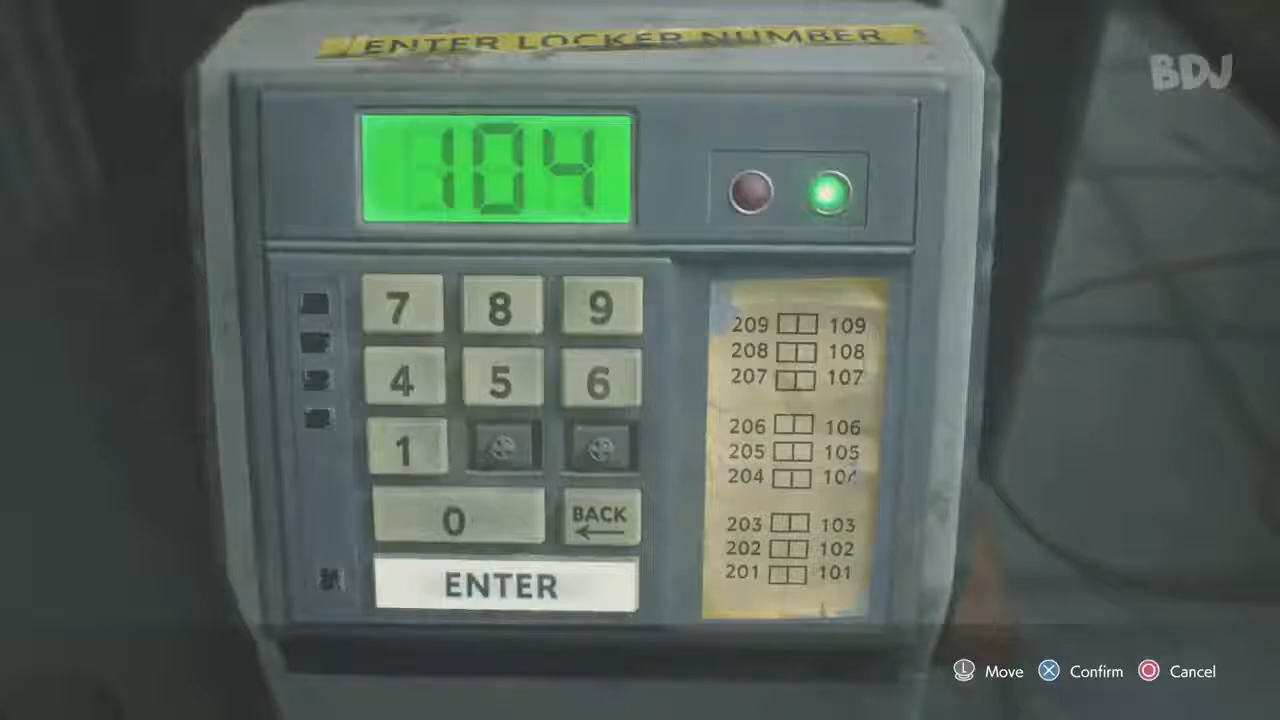 ENTER LOCKER NUMBER
BDJ
104
7 8 9
4 5 6
1
0 BACK
ENTER
209 109
208 108
207 107
206 106
205 105
204 104
203 103
202 102
201 101
L Move Confirm Cancel